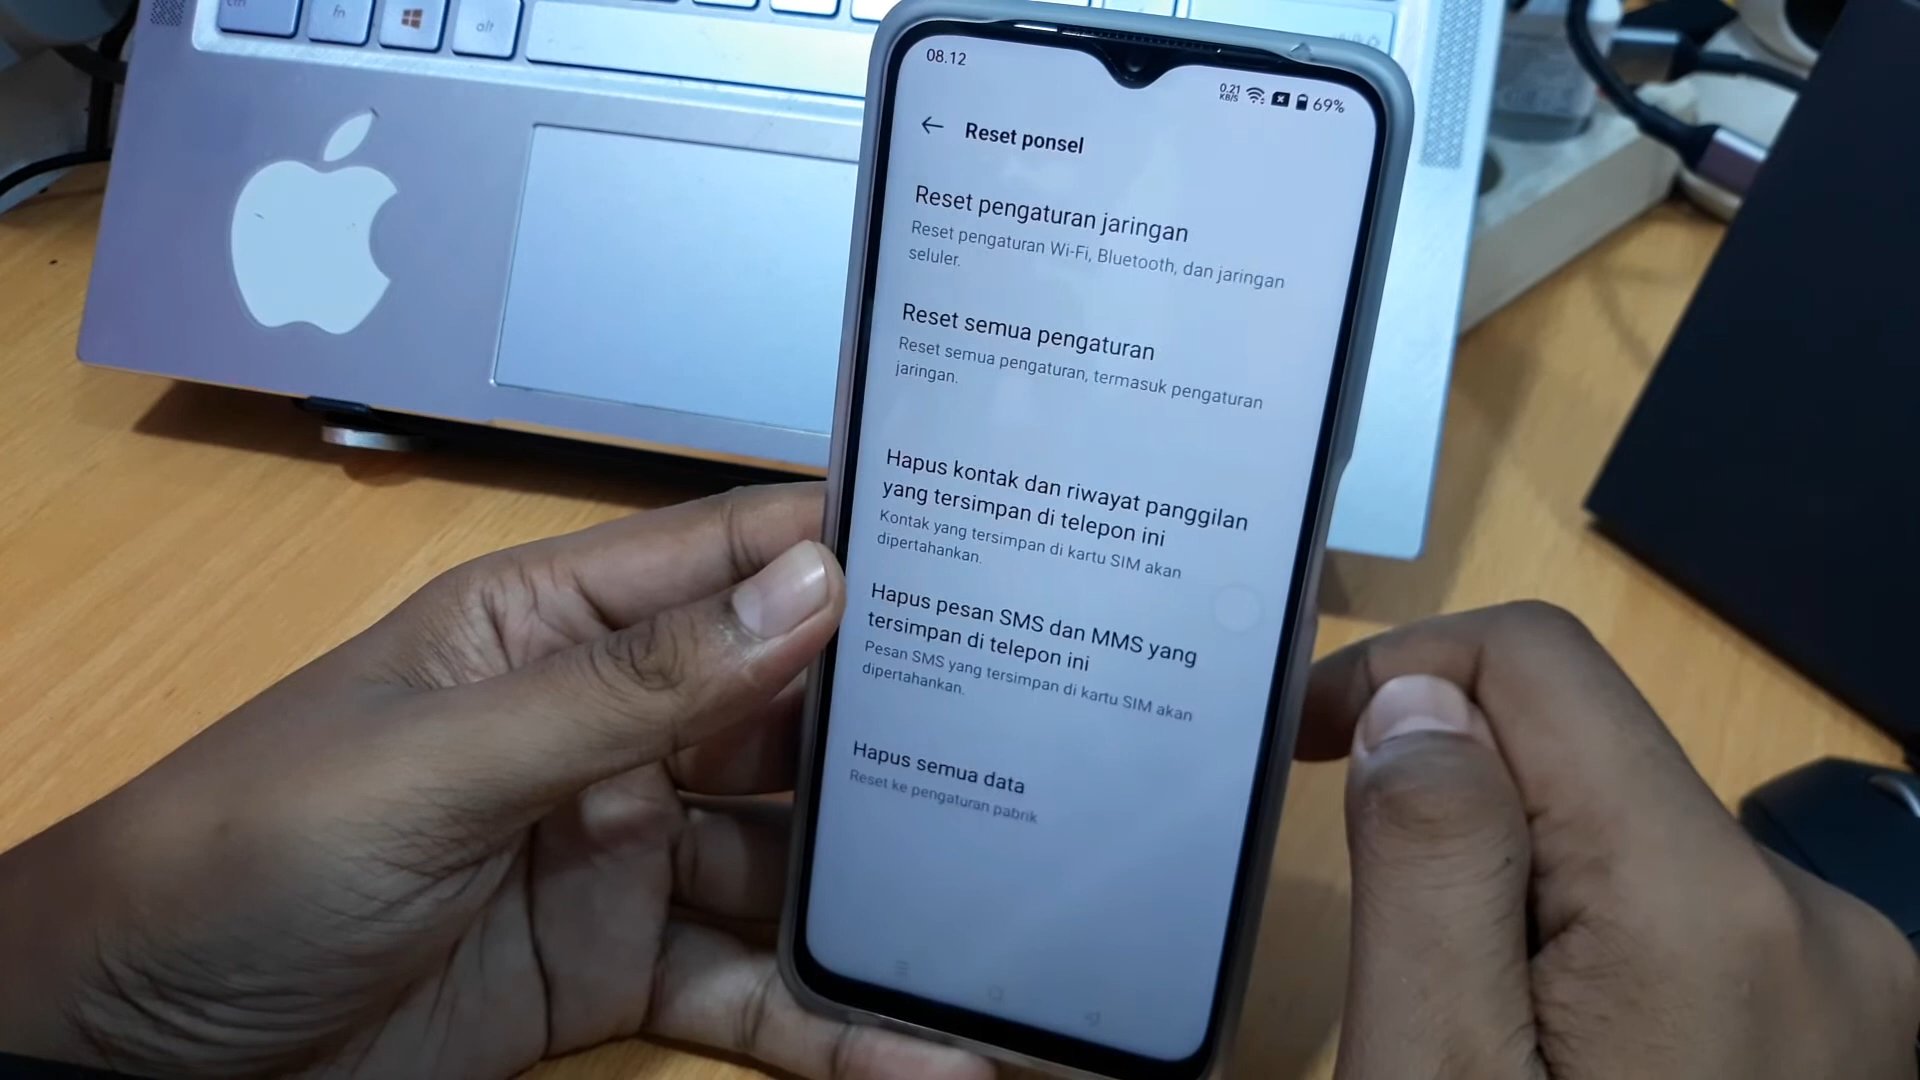 fn
alt
08.12
0.21
KB/S
69%
Reset ponsel
Reset pengaturan jaringan
Reset pengaturan Wi-Fi, Bluetooth, dan jaringan
seluler.
Reset semua pengaturan
Reset semua pengaturan, termasuk pengaturan
jaringan.
Hapus kontak dan riwayat panggilan
yang tersimpan di telepon ini
Kontak yang tersimpan di kartu SIM akan
dipertahankan.
Hapus pesan SMS dan MMS yang
tersimpan di telepon ini
Pesan SMS yang tersimpan di kartu SIM akan
dipertahankan.
Hapus semua data
Reset ke pengaturan pabrik